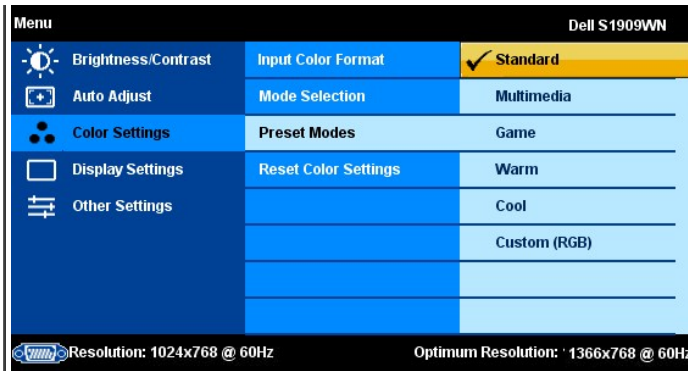 Menu Dell S1909WN
Brightness/Contrast Input Color Format Standard
Auto Adjust Mode Selection Multimedia
Color Settings Preset Modes Game
Display Settings Reset Color Settings Warm
Other Settings Cool
Custom (RGB)
Resolution: 1024x768 @ 60Hz Optimum Resolution: 1366x768 @ 60Hz